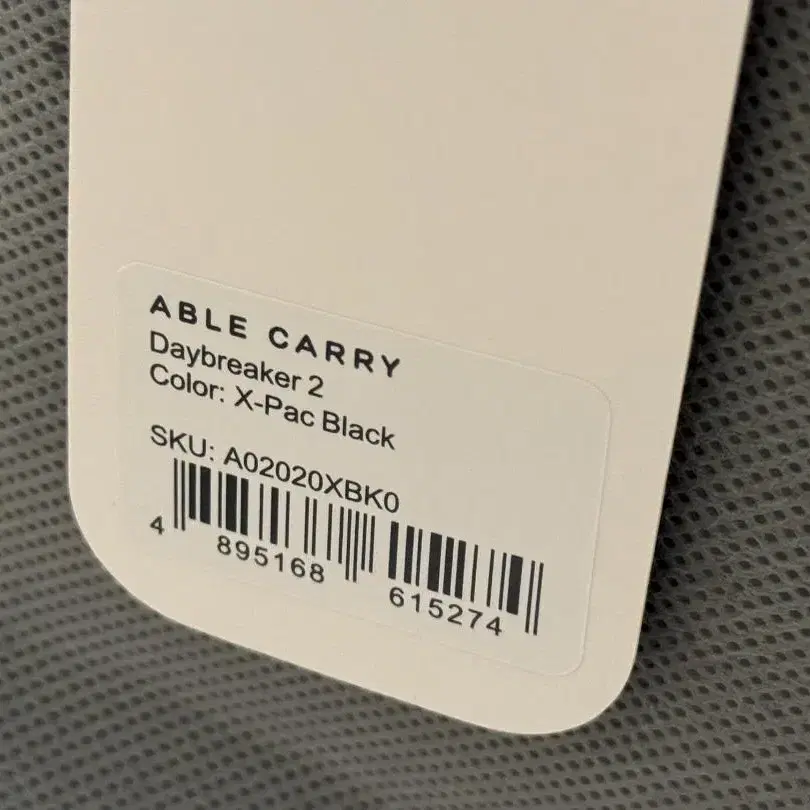 ABLE CARRY
Daybreaker 2
Color: X-Pac Black
SKU: A02020XBK0
4 895168 615274